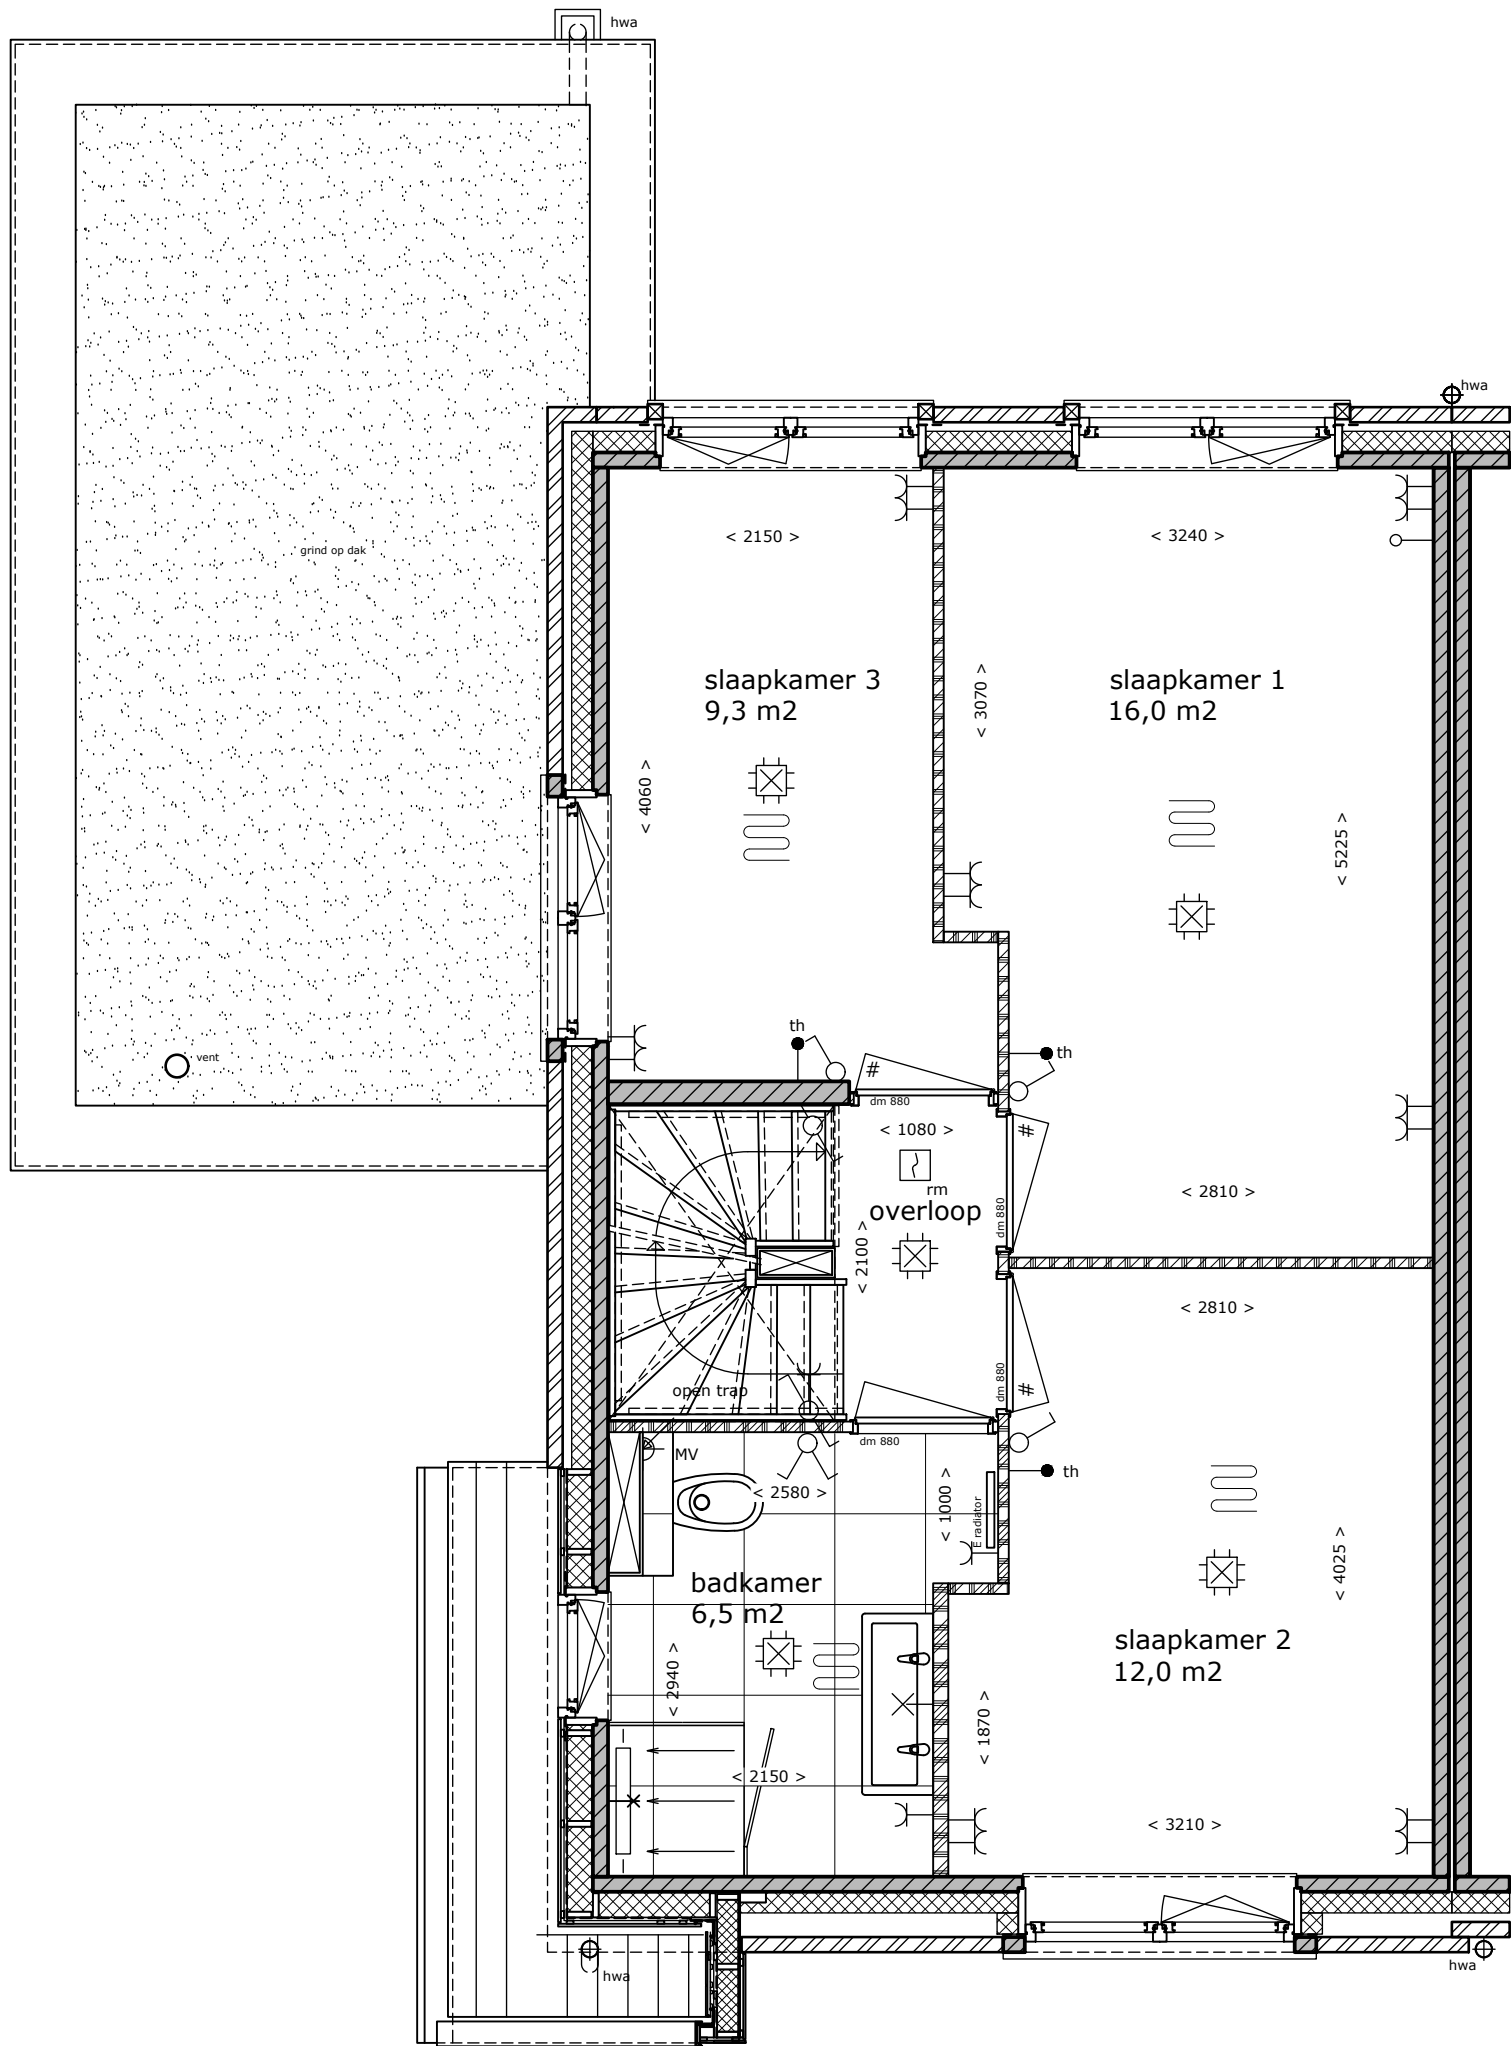 hwa
hwa
grind op dak
< 2150 >
< 3240 >
slaapkamer 3
9,3 m2
< 3070 >
slaapkamer 1
16,0 m2
< 4060 >
< 5225 >
vent
th
th
#
dm 880
< 1080 >
#
rm
overloop
dm 880
< 2810 >
< 2100 >
< 2810 >
open trap
dm 880
#
dm 880
MV
< 2580 >
< 1000 >
E radiator
th
badkamer
6,5 m2
< 4025 >
slaapkamer 2
12,0 m2
< 2940 >
< 1870 >
< 2150 >
< 3210 >
hwa
hwa